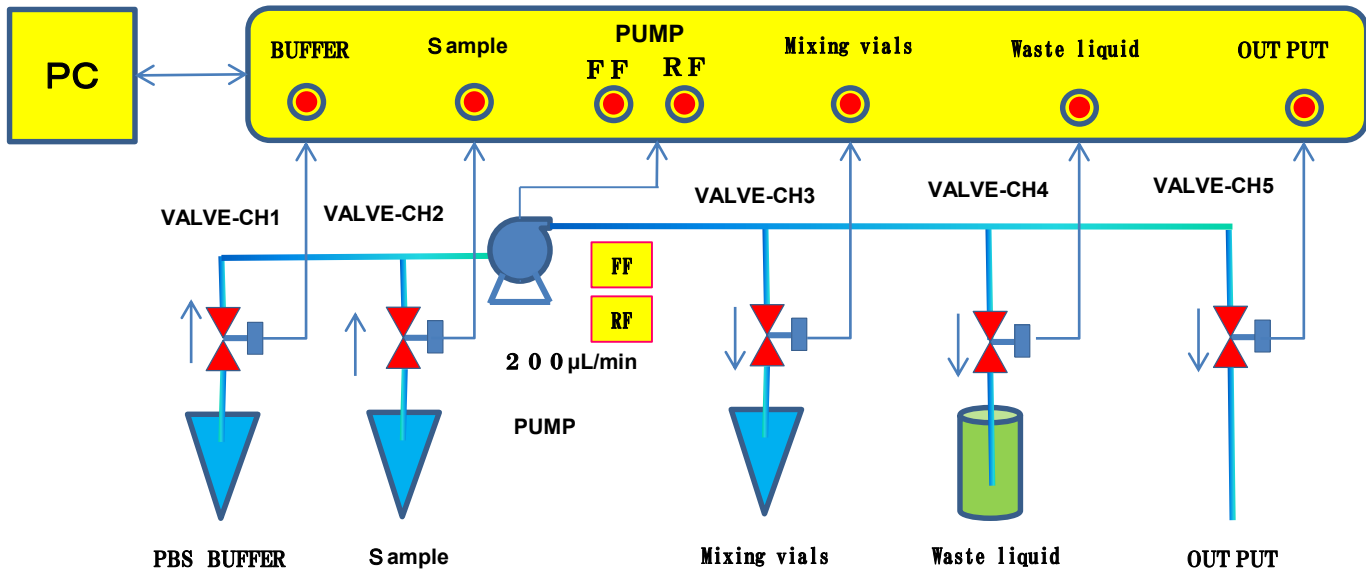 PC
BUFFER
Sample
PUMP
FF RF
Mixing vials
Waste liquid
OUT PUT
VALVE-CH1
VALVE-CH2
VALVE-CH3
VALVE-CH4
VALVE-CH5
FF
RF
２００μL/min
PUMP
PBS BUFFER
Sample
Mixing vials
Waste liquid
OUT PUT